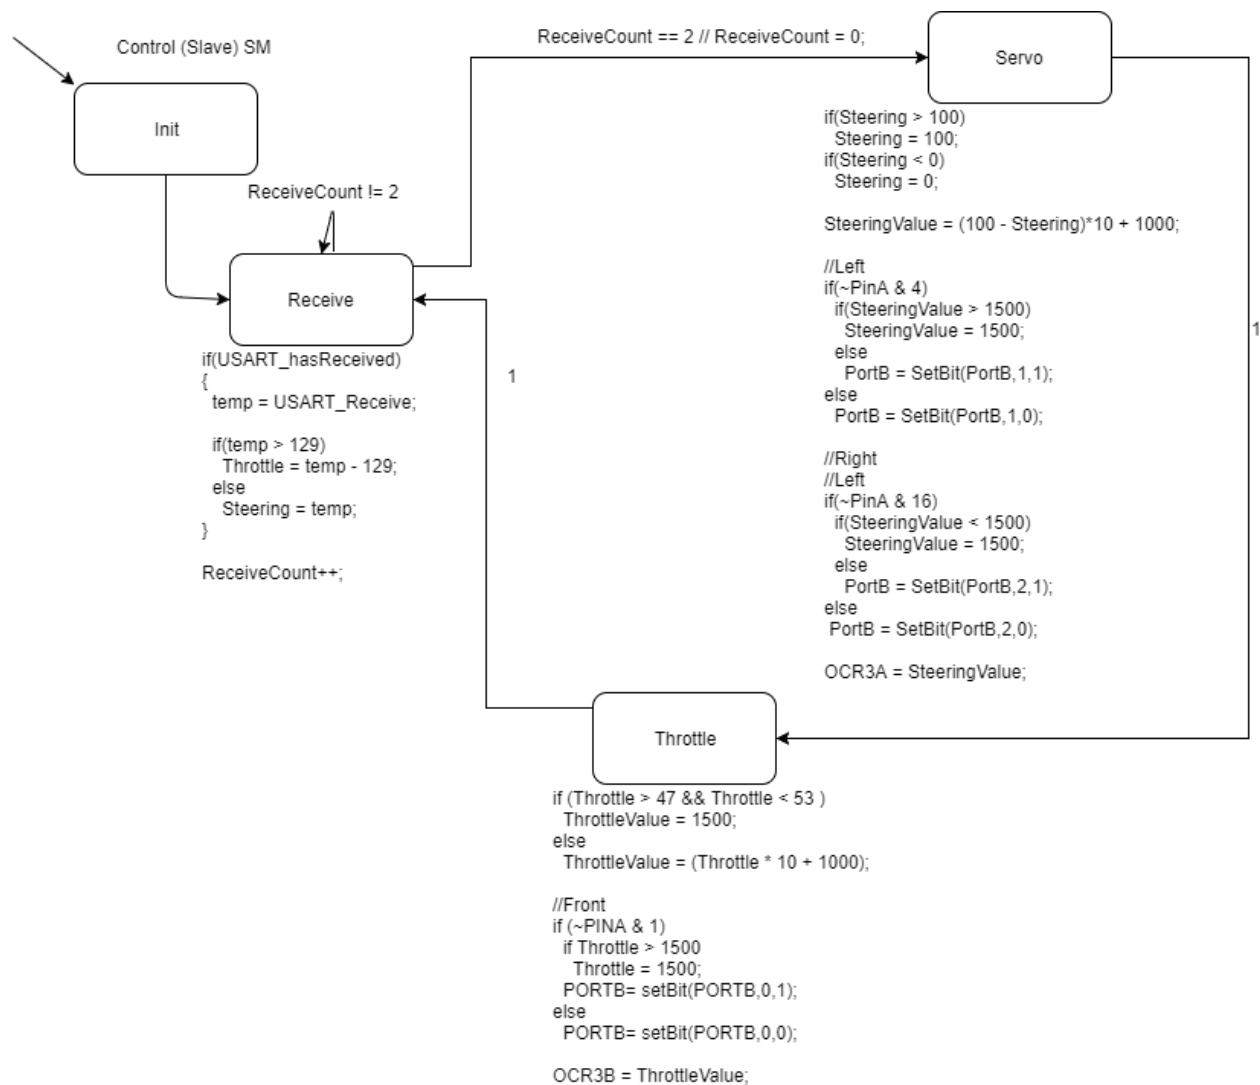 Control (Slave) SM
Init
ReceiveCount != 2
Receive
if(USART_hasReceived)
{
temp = USART_Receive;
if(temp > 129)
Throttle = temp - 129;
else
Steering = temp;
}
ReceiveCount++;
ReceiveCount == 2 // ReceiveCount = 0;
Servo
if(Steering > 100)
Steering = 100;
if(Steering < 0)
Steering = 0;
SteeringValue = (100 - Steering)*10 + 1000;
//Left
if(~PinA & 4)
if(SteeringValue > 1500)
SteeringValue = 1500;
else
PortB = SetBit(PortB,1,1);
else
PortB = SetBit(PortB,1,0);
//Right
//Left
if(~PinA & 16)
if(SteeringValue < 1500)
SteeringValue = 1500;
else
PortB = SetBit(PortB,2,1);
else
PortB = SetBit(PortB,2,0);
OCR3A = SteeringValue;
1
1
Throttle
if (Throttle > 47 && Throttle < 53 )
ThrottleValue = 1500;
else
ThrottleValue = (Throttle * 10 + 1000);
//Front
if (~PINA & 1)
if Throttle > 1500
Throttle = 1500;
PORTB= setBit(PORTB,0,1);
else
PORTB= setBit(PORTB,0,0);
OCR3B = ThrottleValue;